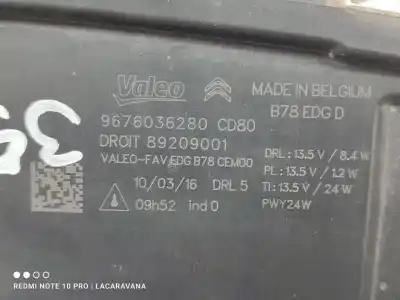 Valeo
MADE IN BELGIUM
B78 EDG D
9676036280 CD80
DROIT 89209001
VALEO-FAV EDG B78 CEM00
DRL : 13.5 V / 8.4 W
PL : 13.5 V / 1.2 W
TI : 13.5 V / 24 W
PWY24W
10/03/16 DRL 5
09h52 ind 0
REDMI NOTE 10 PRO | LACARAVANA